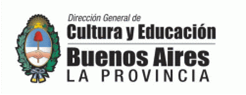 Dirección General de
Cultura y Educación
Buenos Aires
LA PROVINCIA